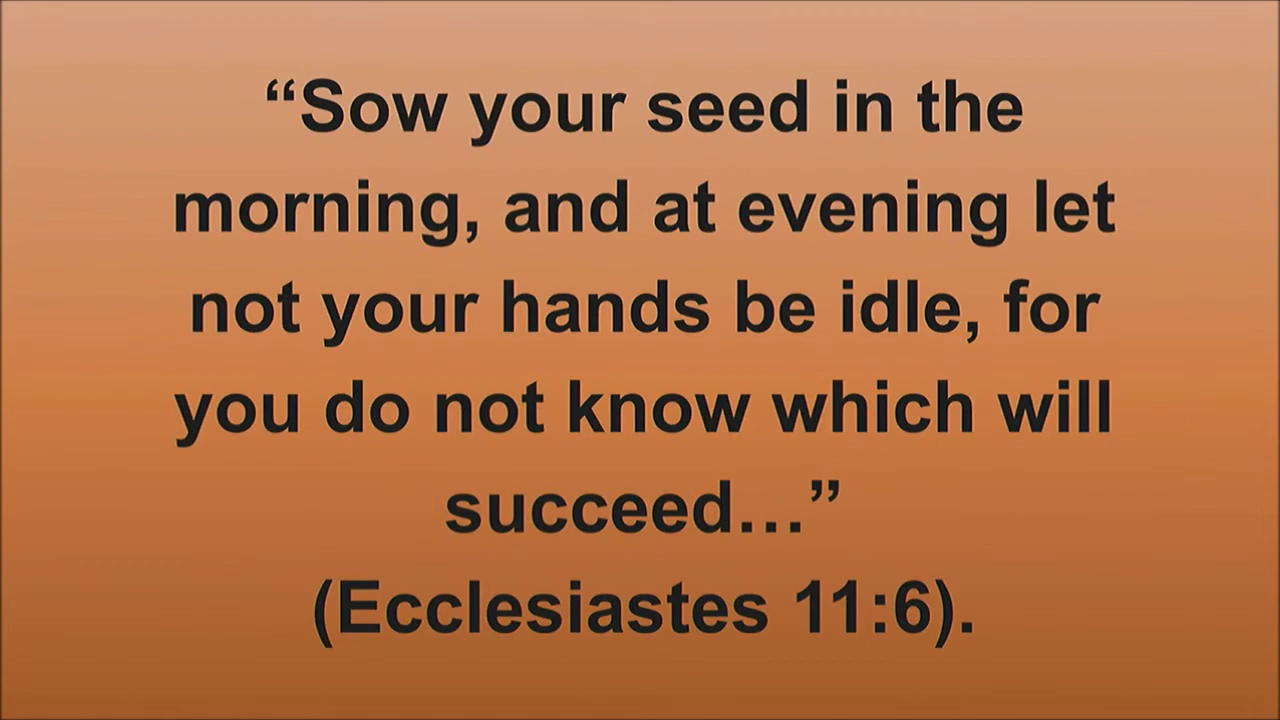 “Sow your seed in the
morning, and at evening let
not your hands be idle, for
you do not know which will
succeed…”
(Ecclesiastes 11:6).